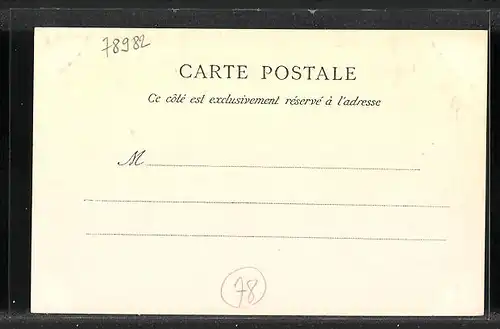 78982
CARTE POSTALE
Ce côté est exclusivement réservé à l'adresse
M
78